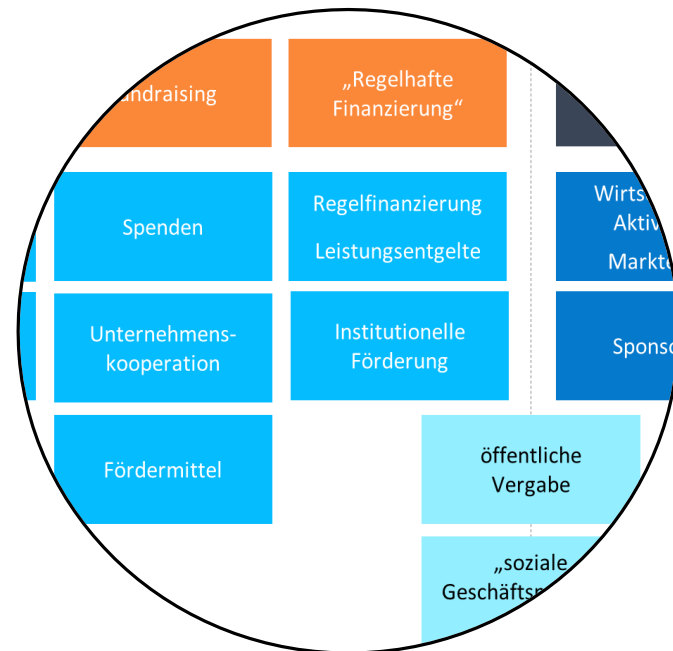 „Regelhafte
Finanzierung“
Spenden
Regelfinanzierung
Leistungsentgelte
Unternehmens-
kooperation
Institutionelle
Förderung
Fördermittel
öffentliche
Vergabe
„soziale